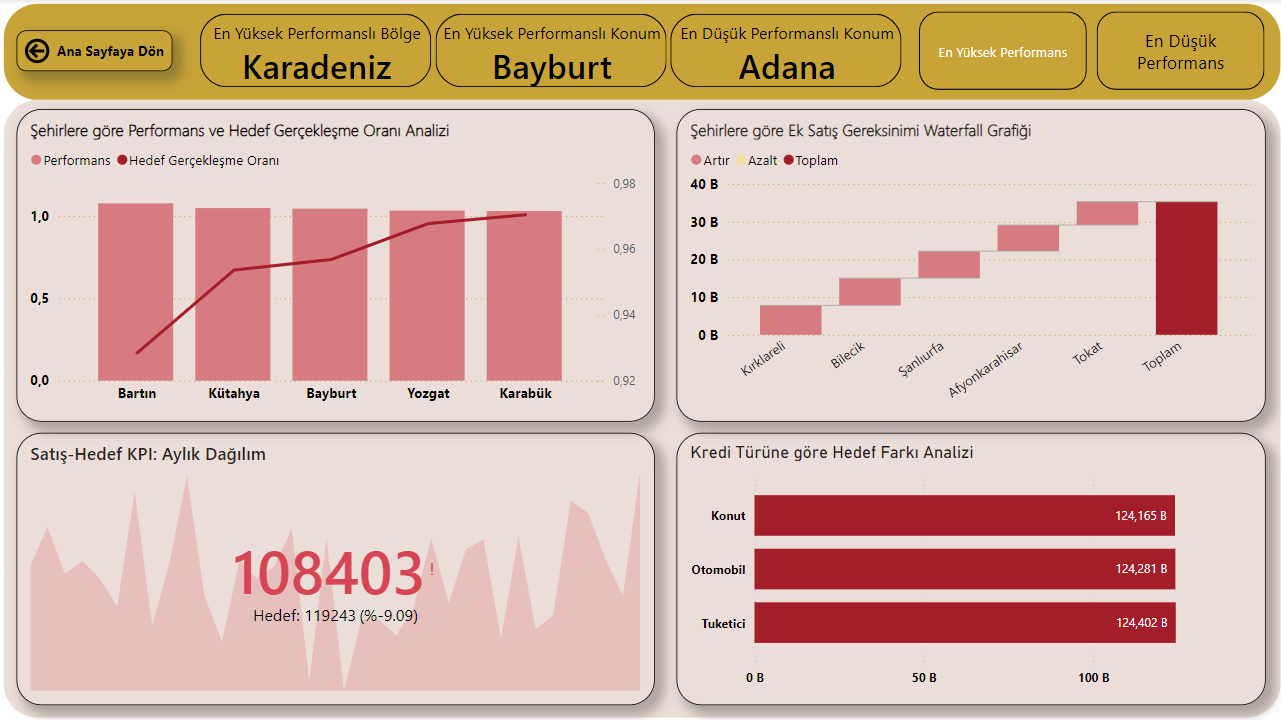 Ana Sayfaya Dön
En Yüksek Performanslı Bölge
Karadeniz
En Yüksek Performanslı Konum
Bayburt
En Düşük Performanslı Konum
Adana
En Yüksek Performans
En Düşük
Performans
Şehirlere göre Performans ve Hedef Gerçekleşme Oranı Analizi
Performans Hedef Gerçekleşme Oranı
1,0
0,5
0,0
0,98
0,96
0,94
0,92
Bartın Kütahya Bayburt Yozgat Karabük
Şehirlere göre Ek Satış Gereksinimi Waterfall Grafiği
Artır Azalt Toplam
40 B
30 B
20 B
10 B
0 B
Kırklareli Bilecik Şanlıurfa Afyonkarahisar Tokat Toplam
Satış-Hedef KPI: Aylık Dağılım
108403!
Hedef: 119243 (%-9.09)
Kredi Türüne göre Hedef Farkı Analizi
Konut 124,165 B
Otomobil 124,281 B
Tuketici 124,402 B
0 B 50 B 100 B